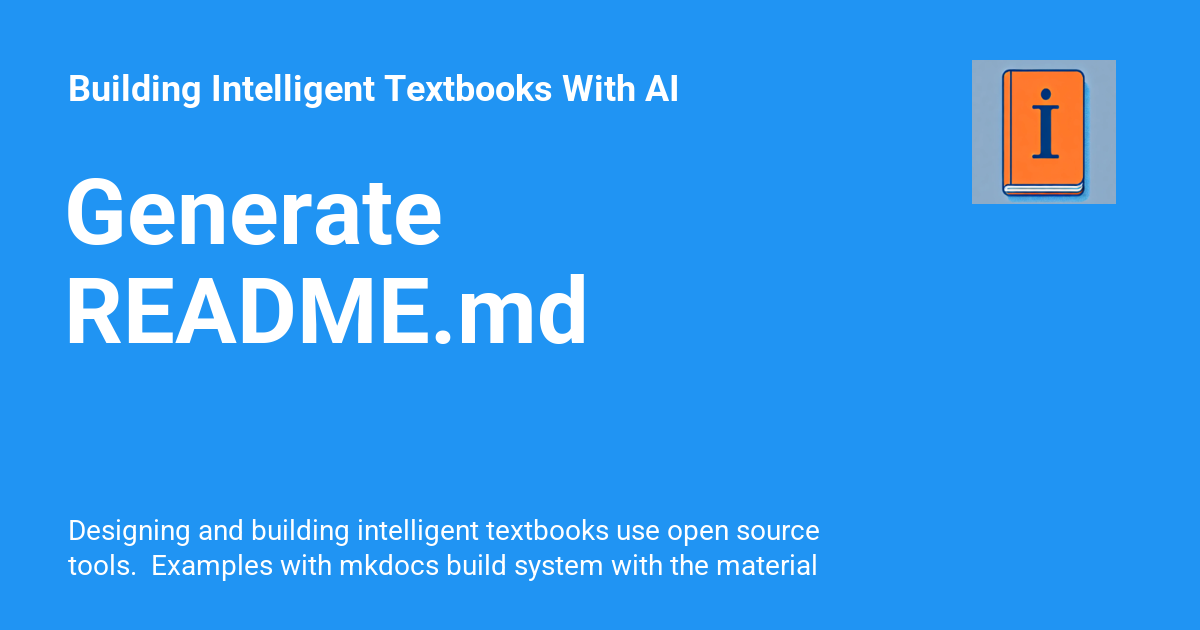 Building Intelligent Textbooks With AI
i
Generate
README.md
Designing and building intelligent textbooks use open source
tools.  Examples with mkdocs build system with the material